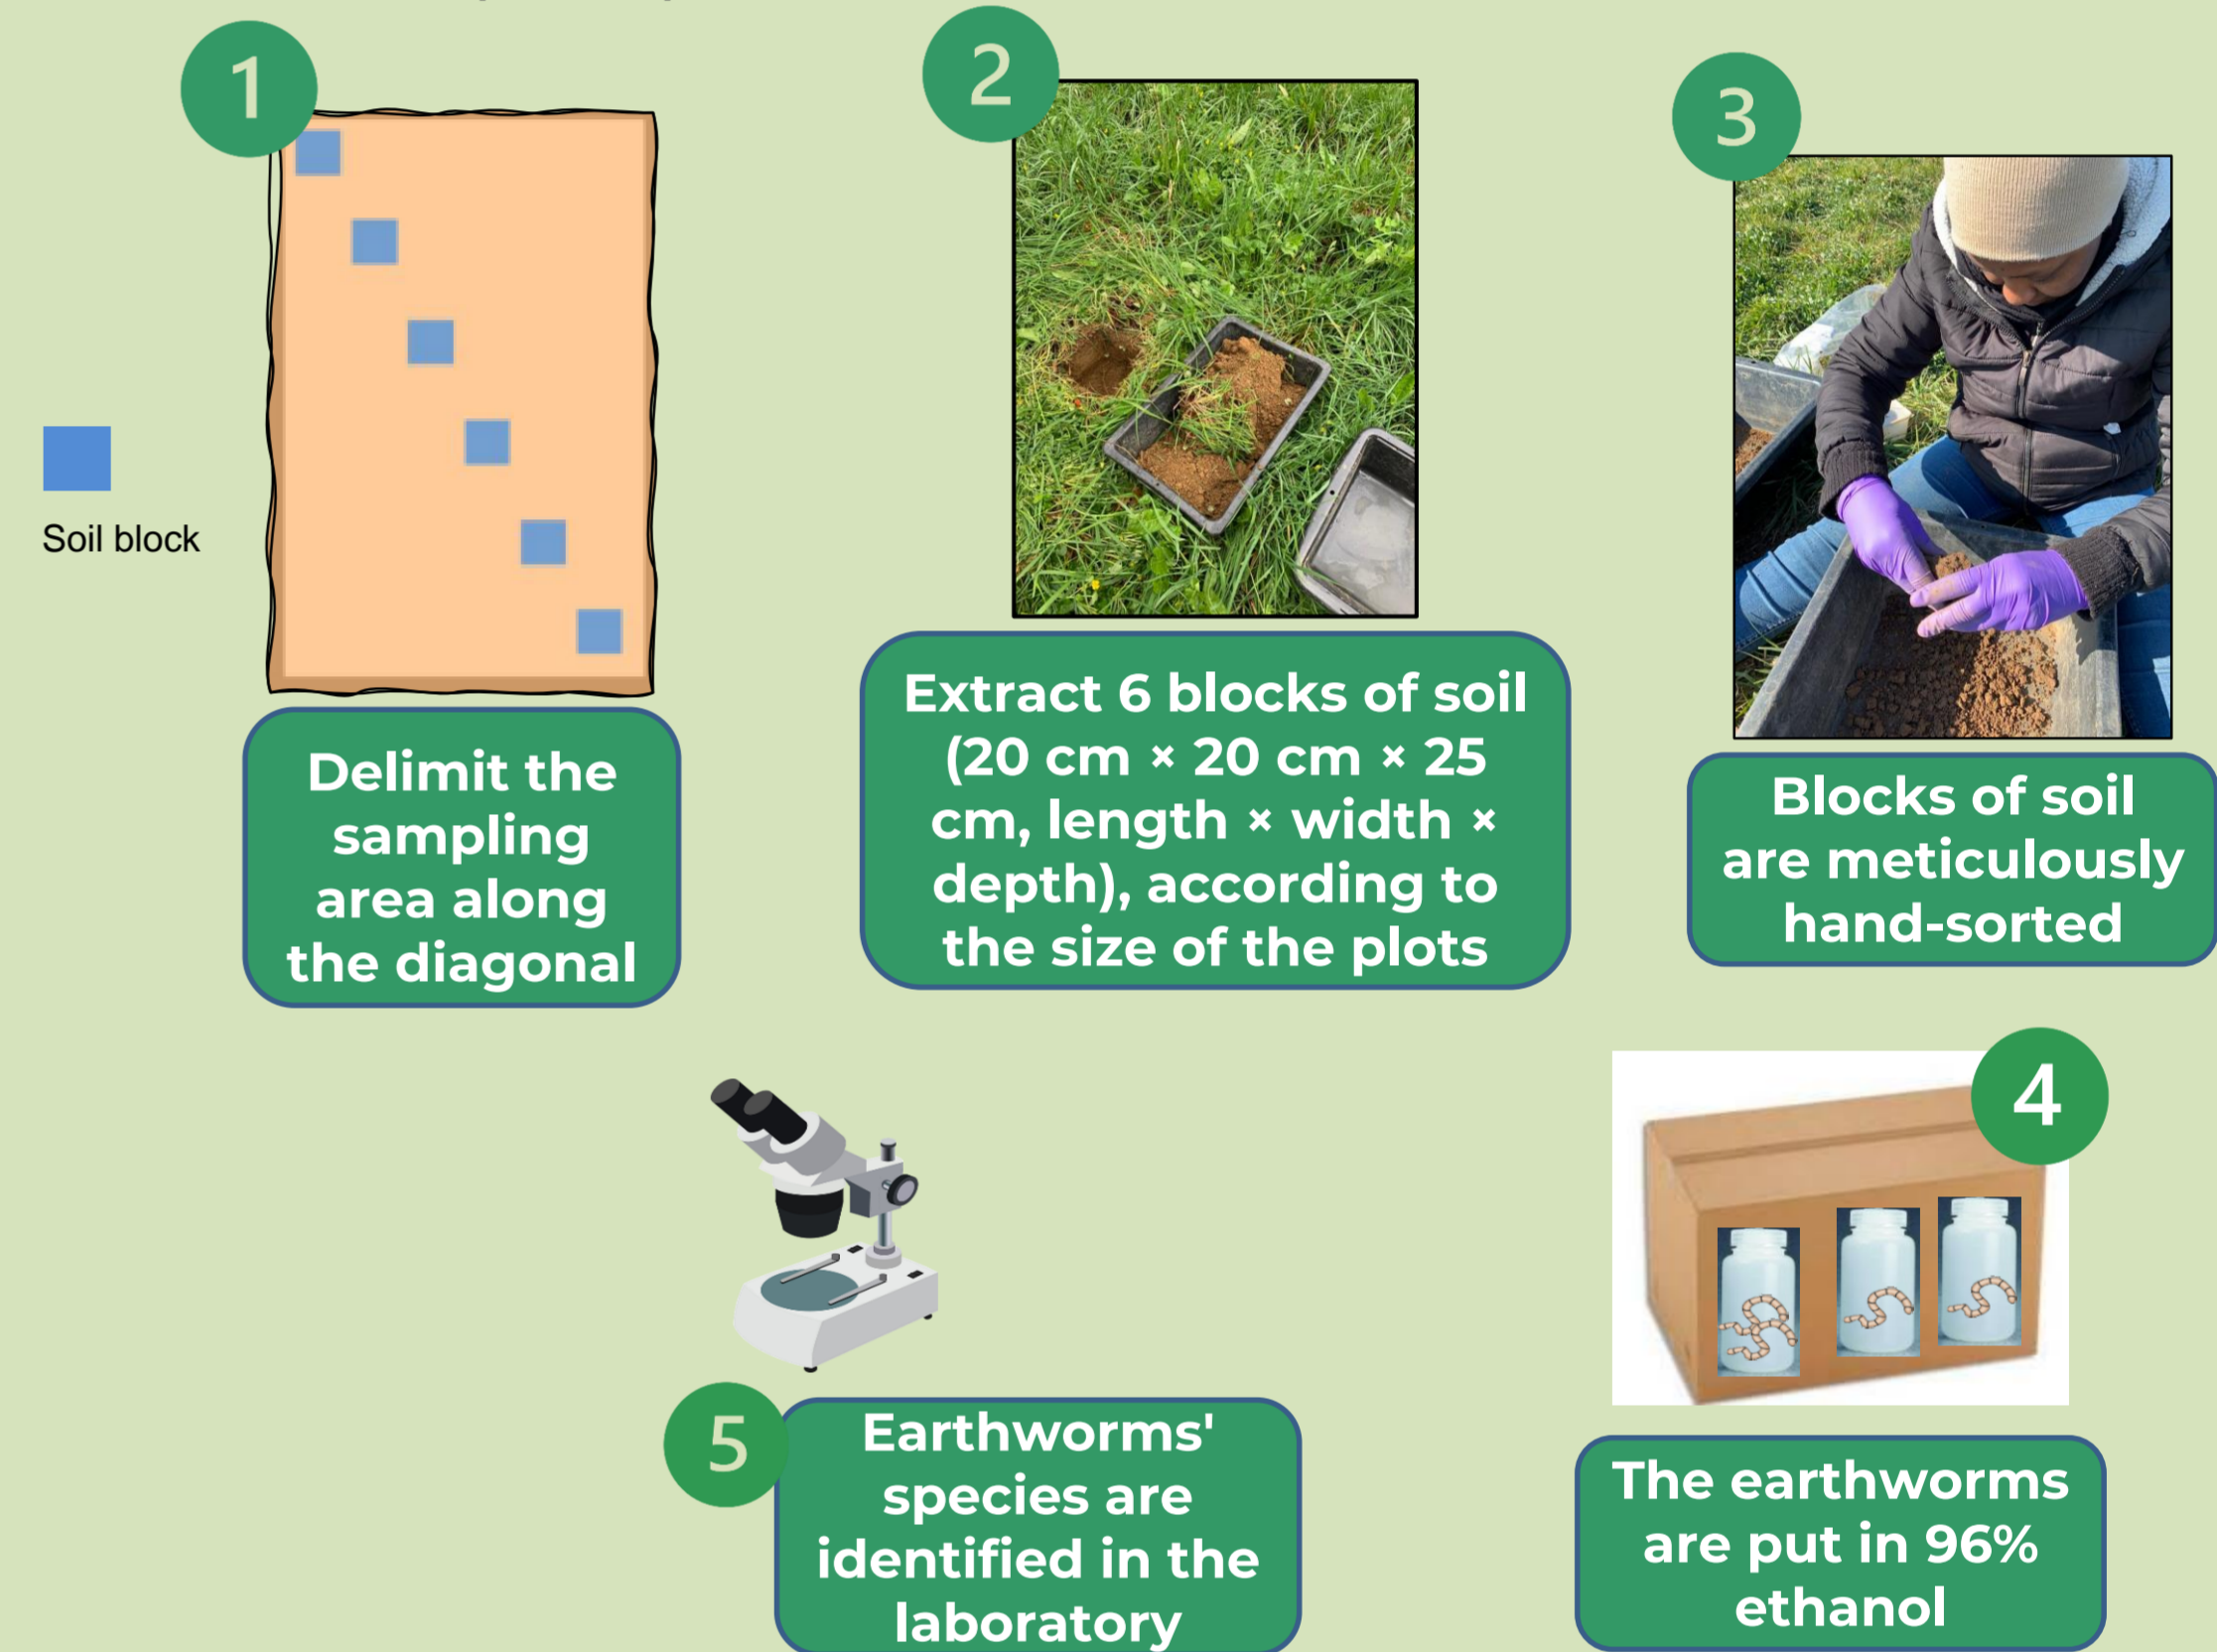 1
Soil block
Delimit the
sampling
area along
the diagonal
2
Extract 6 blocks of soil
(20 cm × 20 cm × 25
cm, length × width ×
depth), according to
the size of the plots
3
Blocks of soil
are meticulously
hand-sorted
4
The earthworms
are put in 96%
ethanol
5
Earthworms'
species are
identified in the
laboratory